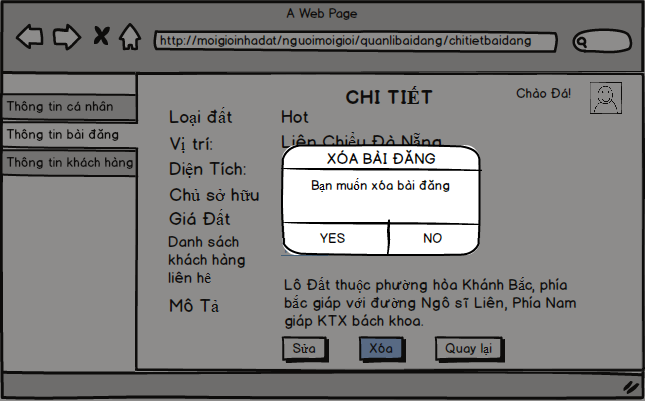 A Web Page
http://moigioinhadat/nguoimoigioi/quanlibaidang/chitietbaidang
Chào Đá!
CHI TIẾT
Thông tin cá nhân
Thông tin bài đăng
Thông tin khách hàng
Loại đất Hot
Vị trí: Liên Chiểu Đà Nẵng
Diện Tích:
Chủ sở hữu
Giá Đất
Danh sách
khách hàng
liên hê
XÓA BÀI ĐĂNG
Bạn muốn xóa bài đăng
YES NO
Mô Tả
Lô Đất thuộc phường hòa Khánh Bắc, phía
bắc giáp với đường Ngô sĩ Liên, Phía Nam
giáp KTX bách khoa.
Sửa Xóa Quay lại